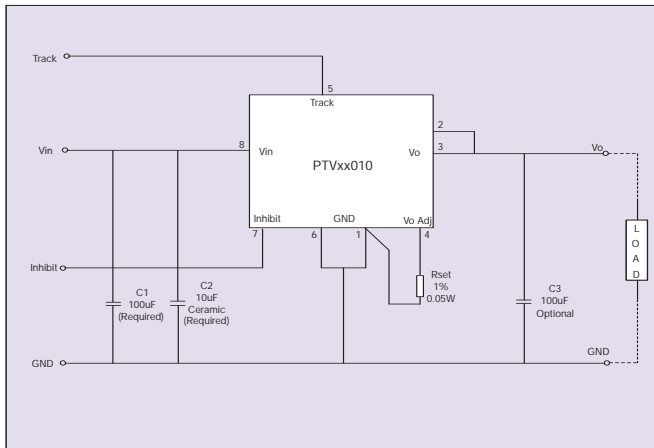 Track
5
Track
2
8
Vin
Vin
Vo
3
Vo
PTVxx010
Inhibit
GND
Vo Adj
7
6
1
4
L
O
A
D
Inhibit
Rset
1%
0.05W
C1
100uF
(Required)
C2
10uF
Ceramic
(Required)
C3
100uF
Optional
GND
GND